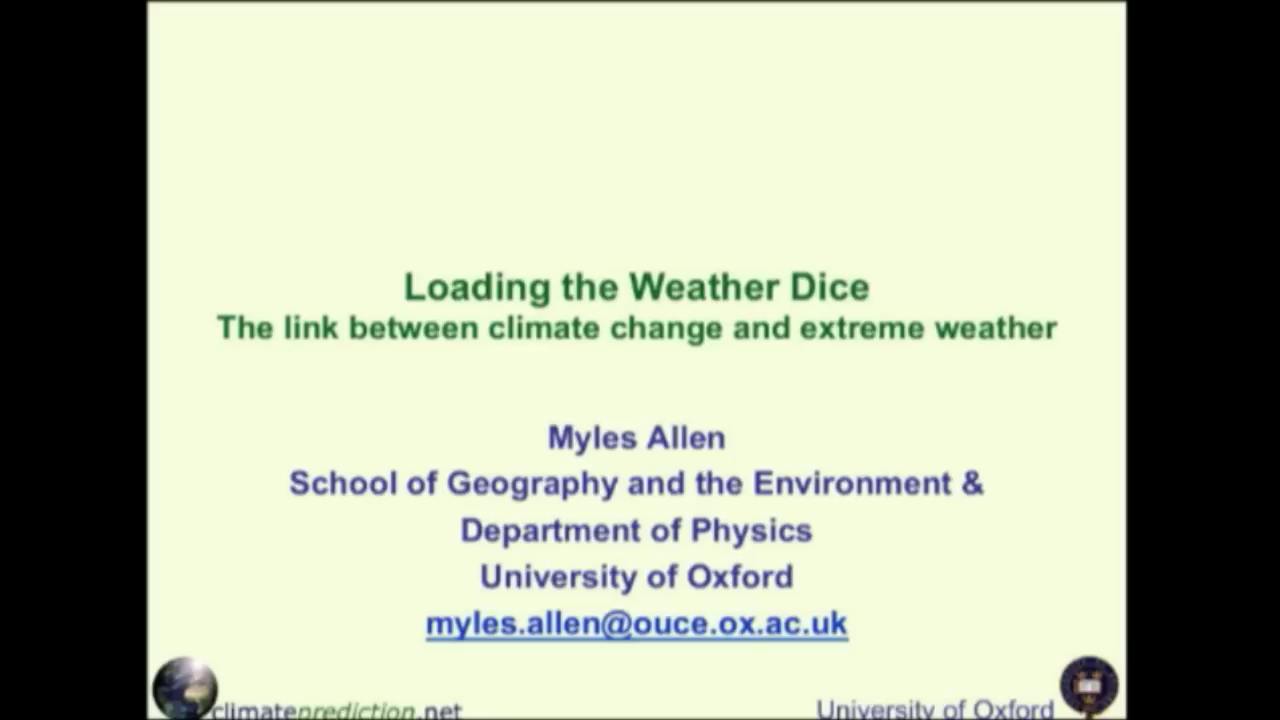 Loading the Weather Dice
The link between climate change and extreme weather
Myles Allen
School of Geography and the Environment &
Department of Physics
University of Oxford
myles.allen@ouce.ox.ac.uk
climateprediction.net
University of Oxford